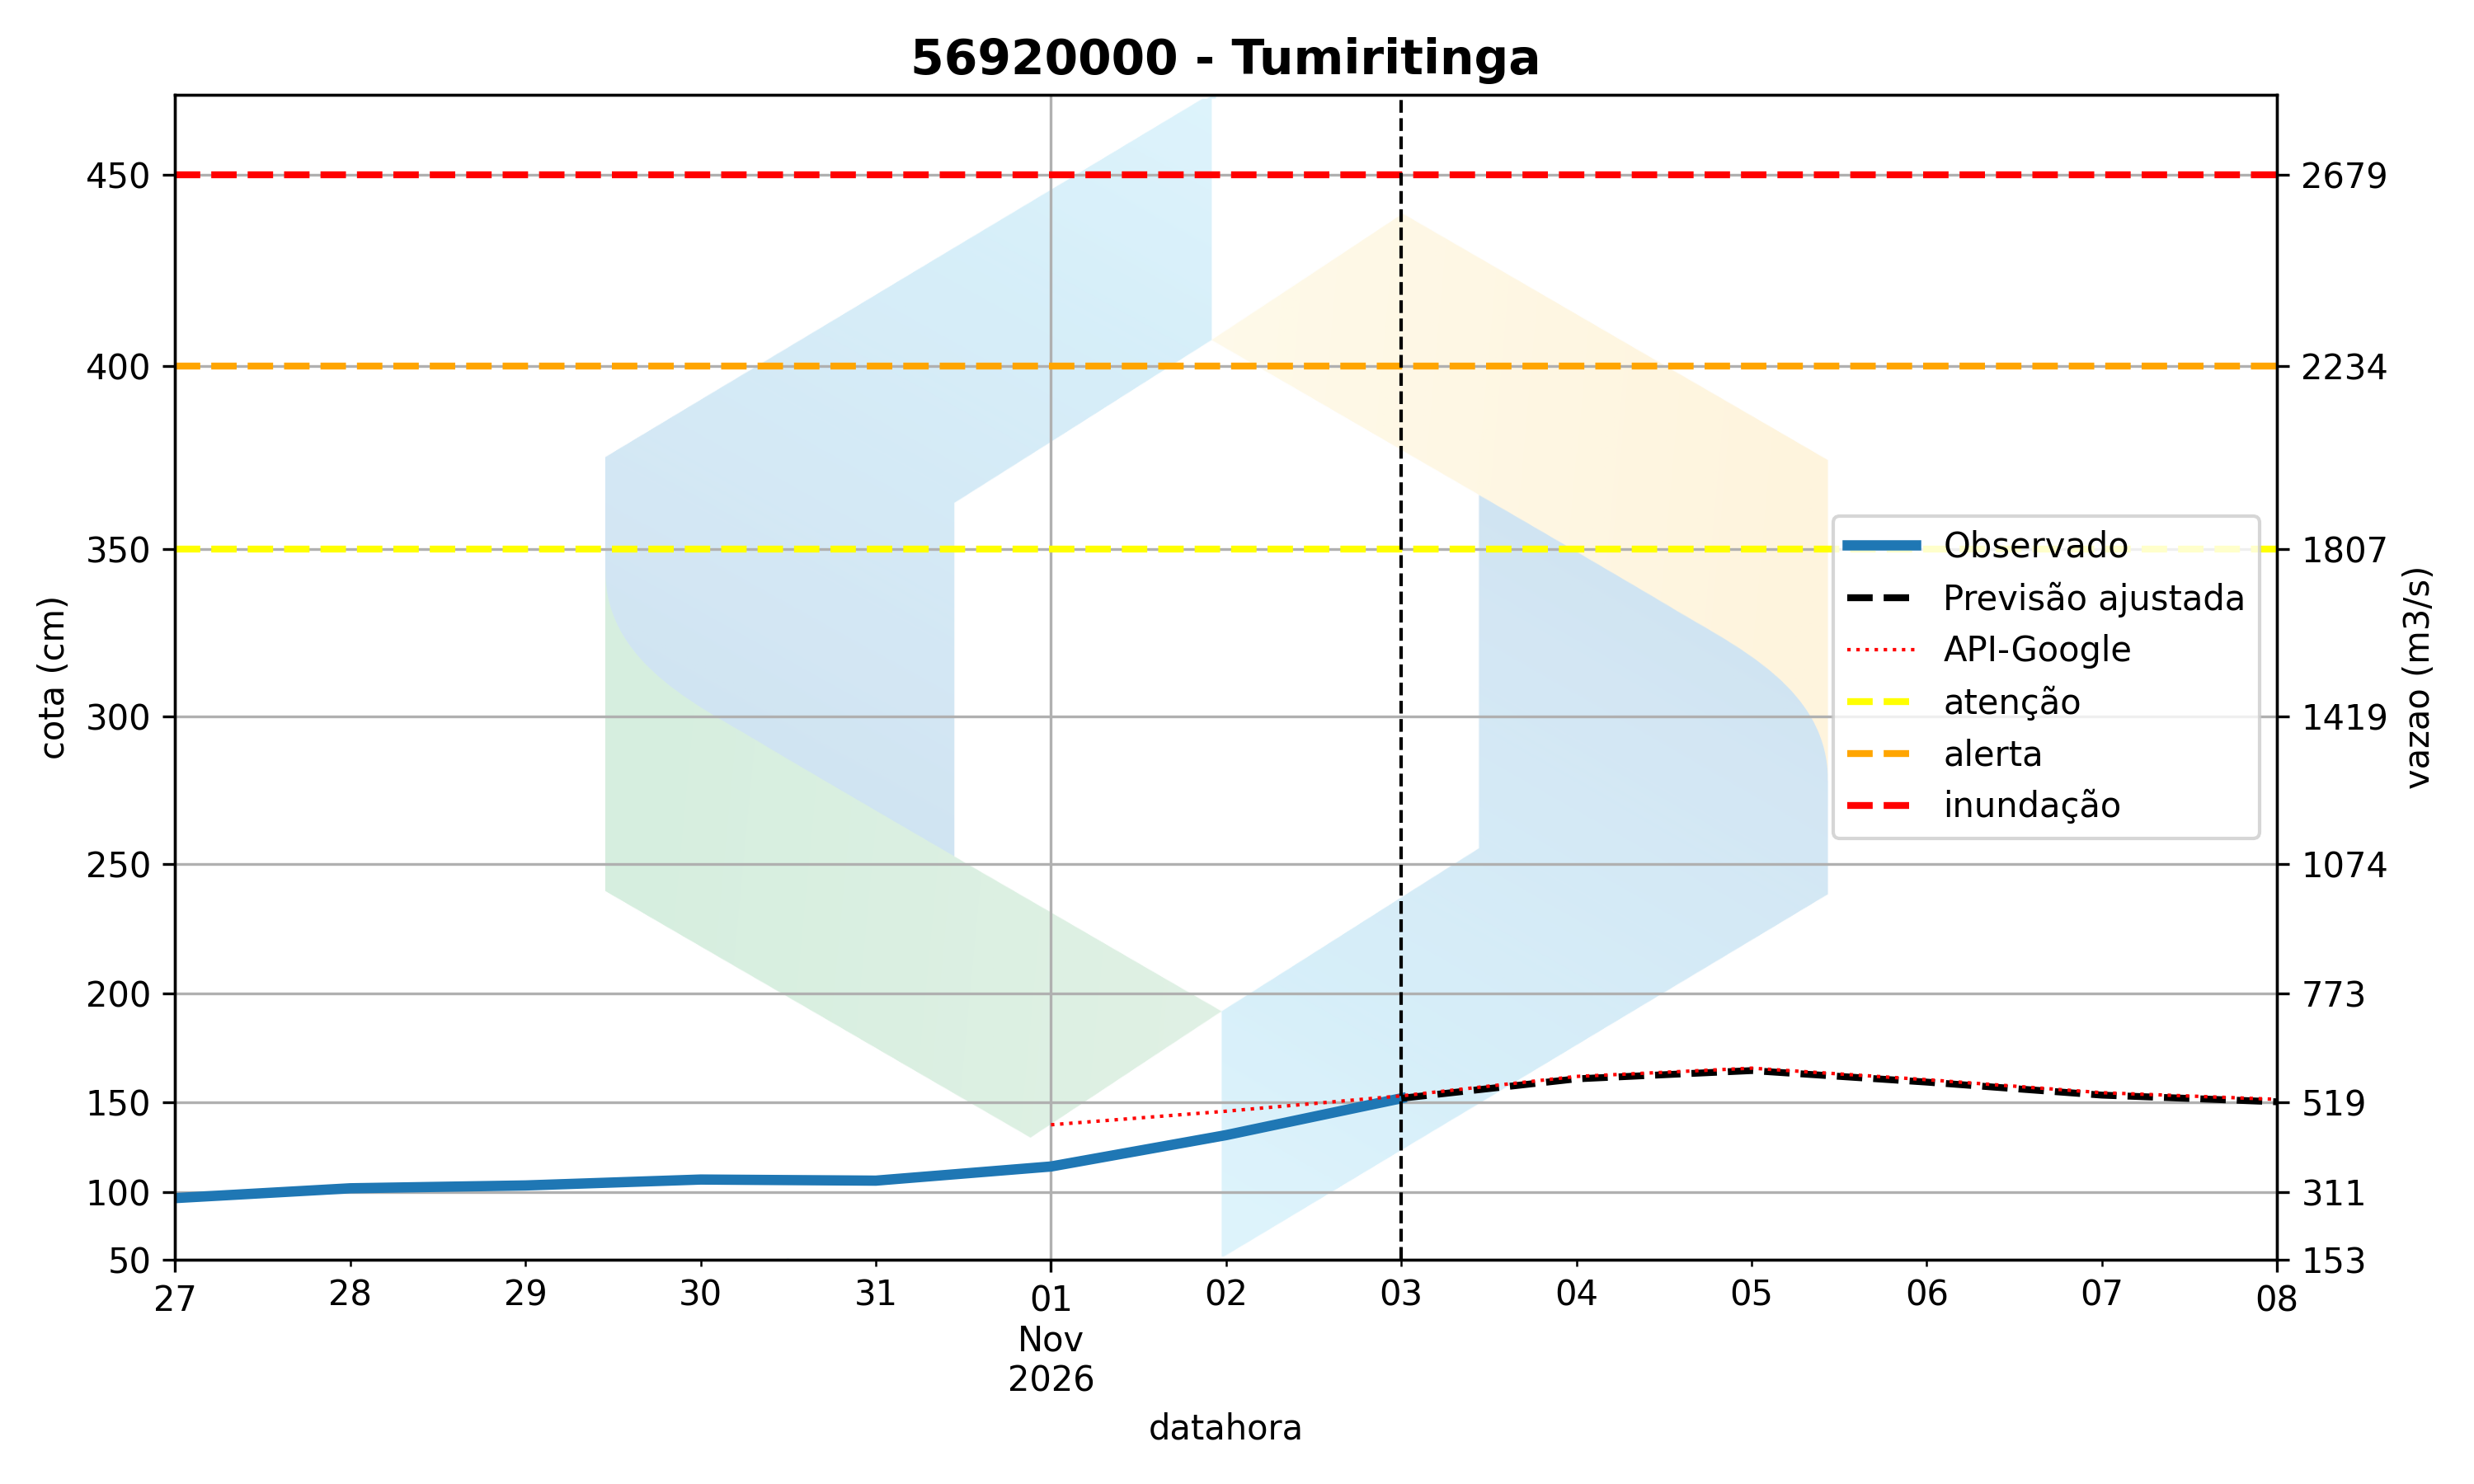 56920000 - Tumiritinga
450
400
350
300
250
200
150
100
50
cota (cm)
2679
2234
1807
1419
1074
773
519
311
153
vazao (m3/s)
Observado
Previsão ajustada
API-Google
atenção
alerta
inundação
27 28 29 30 31 01 02 03 04 05 06 07 08
Nov
2026
datahora